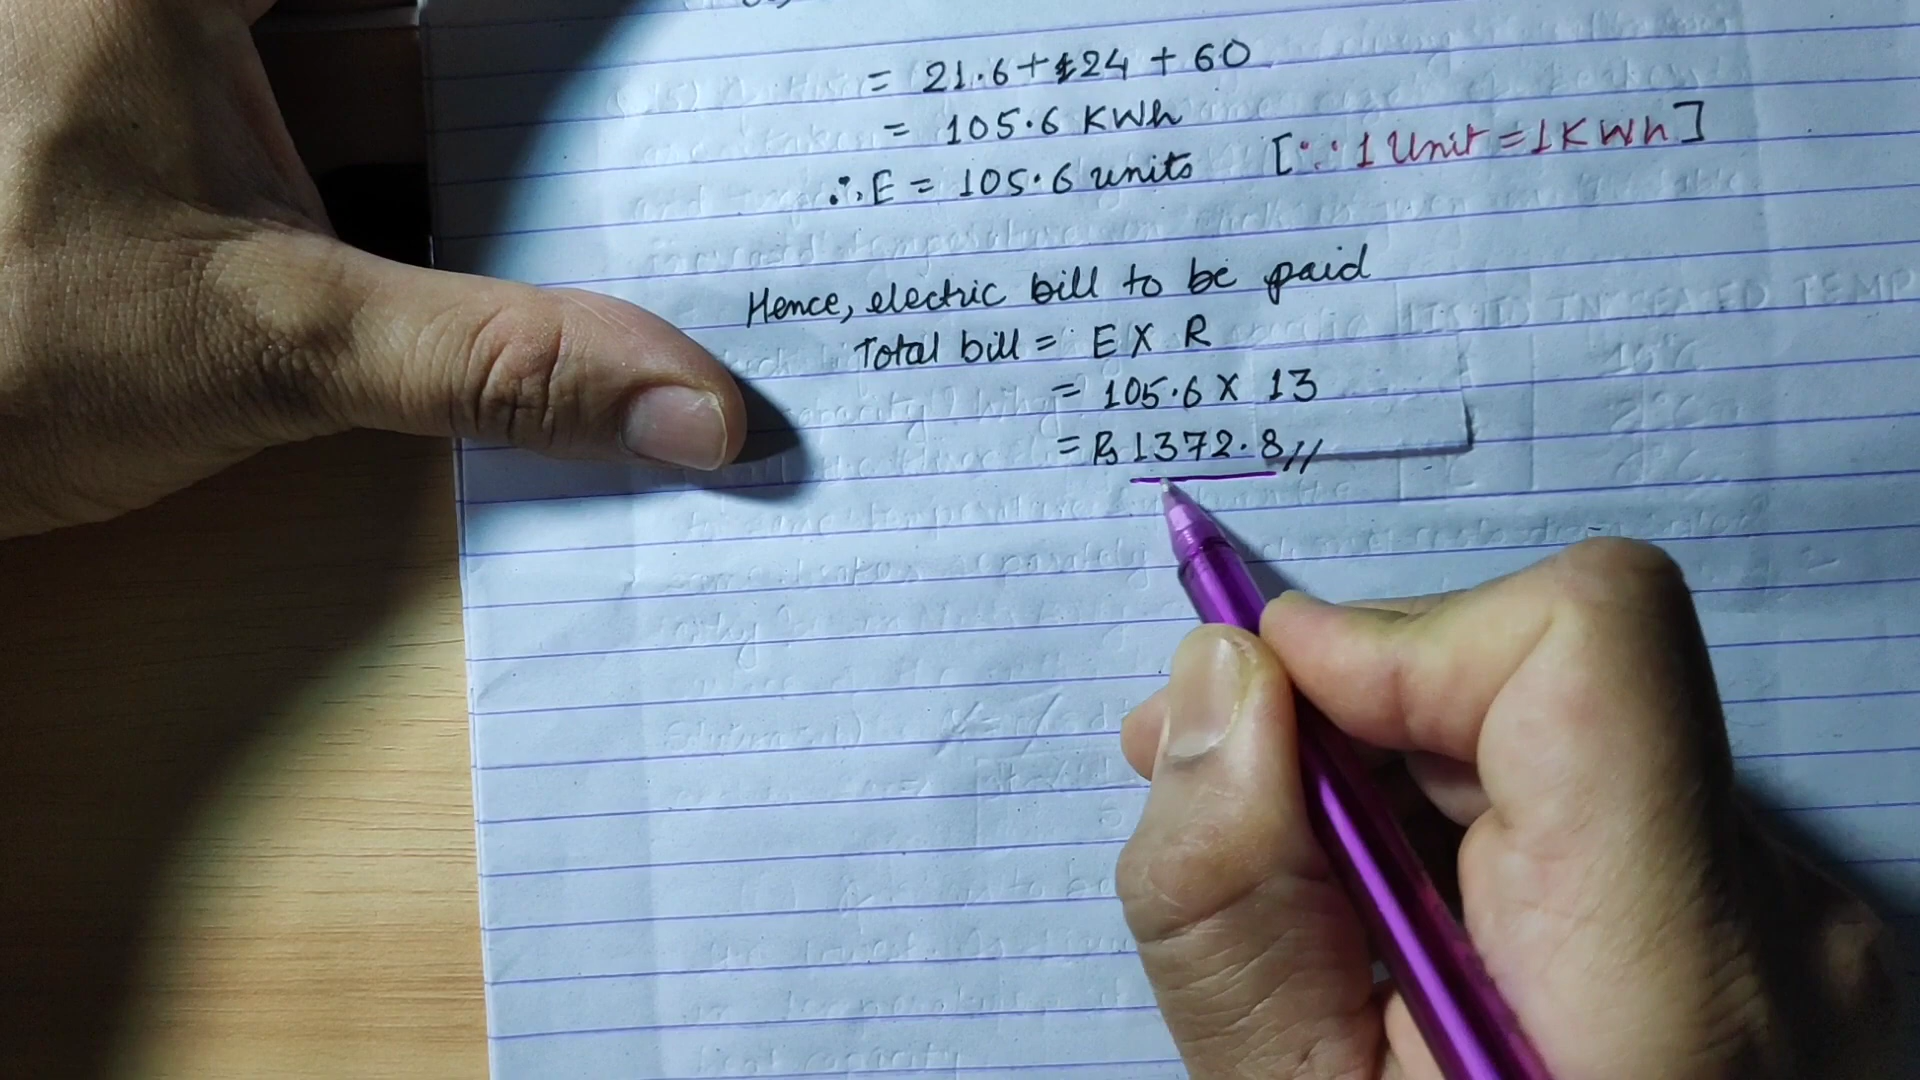 = 21.6 + 24 + 60
= 105.6 KWh
∴ E = 105.6 units [∵ 1 Unit = 1 KWh]
Hence, electric bill to be paid
Total bill = E X R
= 105.6 X 13
= Rs 1372.8 //